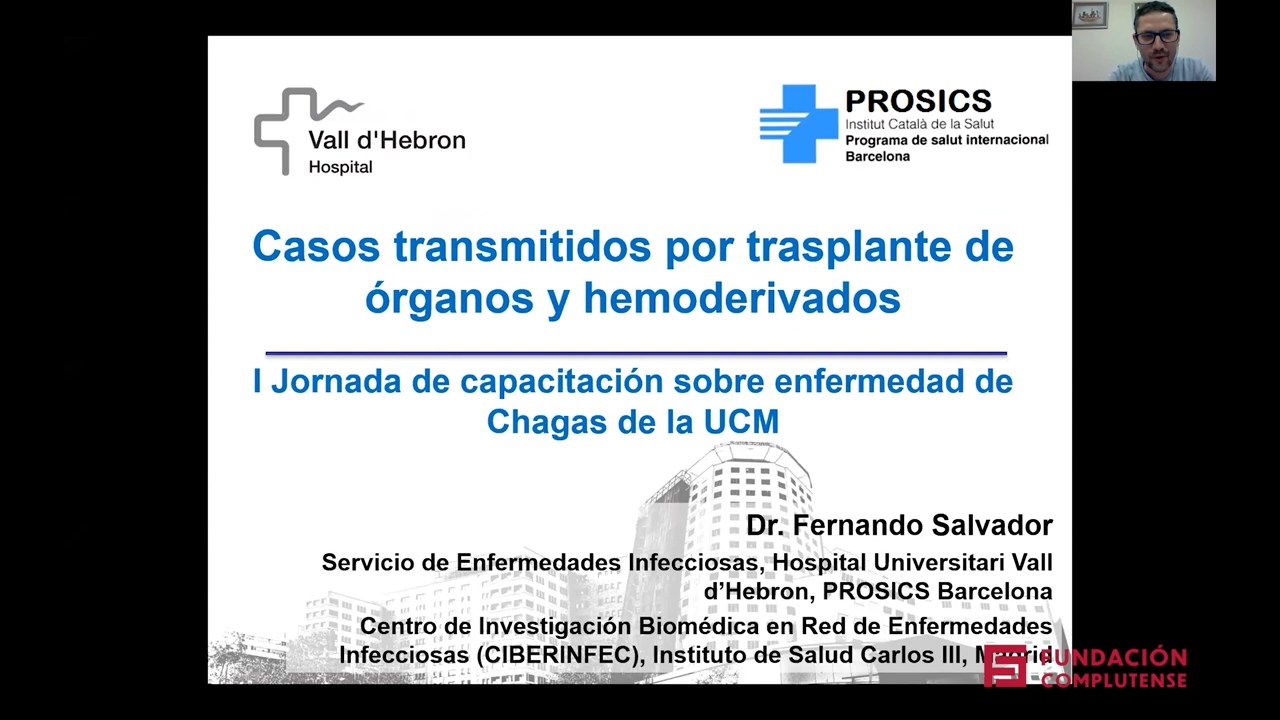 Vall d'Hebron
Hospital
PROSICS
Institut Català de la Salut
Programa de salut internacional
Barcelona
Casos transmitidos por trasplante de
órganos y hemoderivados
I Jornada de capacitación sobre enfermedad de
Chagas de la UCM
Dr. Fernando Salvador
Servicio de Enfermedades Infecciosas, Hospital Universitari Vall
d’Hebron, PROSICS Barcelona
Centro de Investigación Biomédica en Red de Enfermedades
Infecciosas (CIBERINFEC), Instituto de Salud Carlos III, Madrid
FUNDACIÓN
COMPLUTENSE